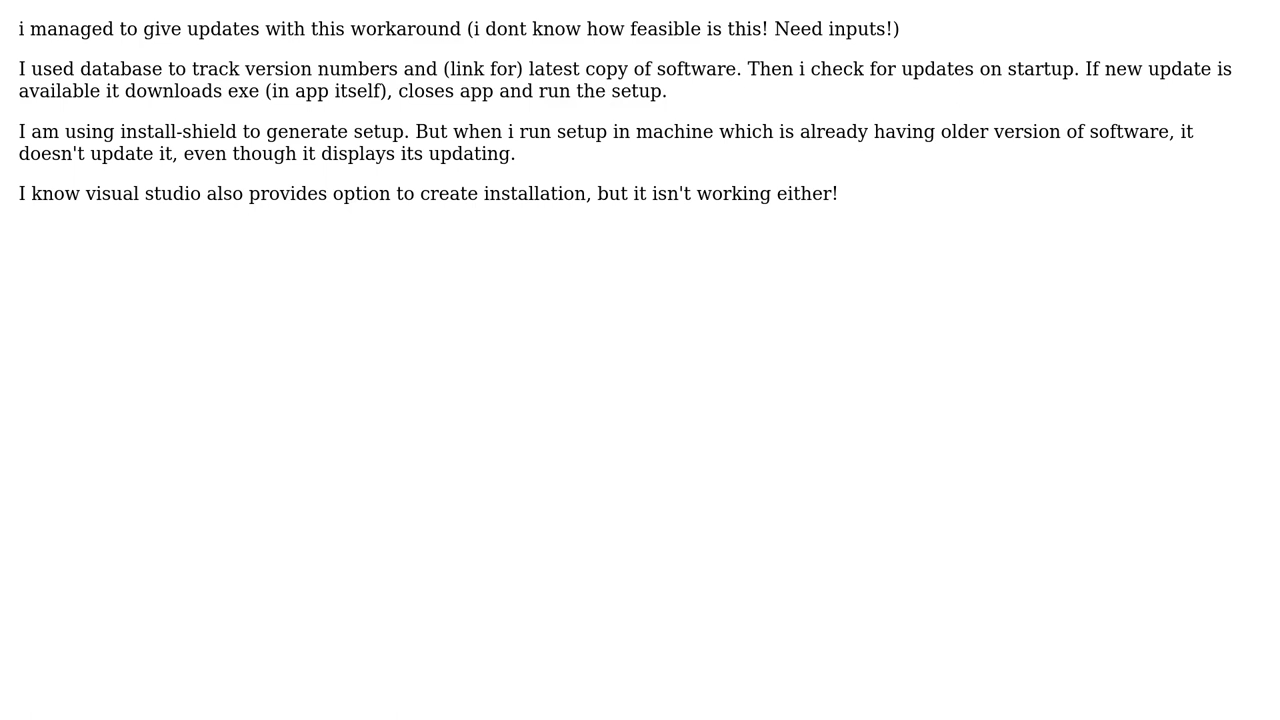 i managed to give updates with this workaround (i dont know how feasible is this! Need inputs!)
I used database to track version numbers and (link for) latest copy of software. Then i check for updates on startup. If new update is
available it downloads exe (in app itself), closes app and run the setup.
I am using install-shield to generate setup. But when i run setup in machine which is already having older version of software, it
doesn't update it, even though it displays its updating.
I know visual studio also provides option to create installation, but it isn't working either!